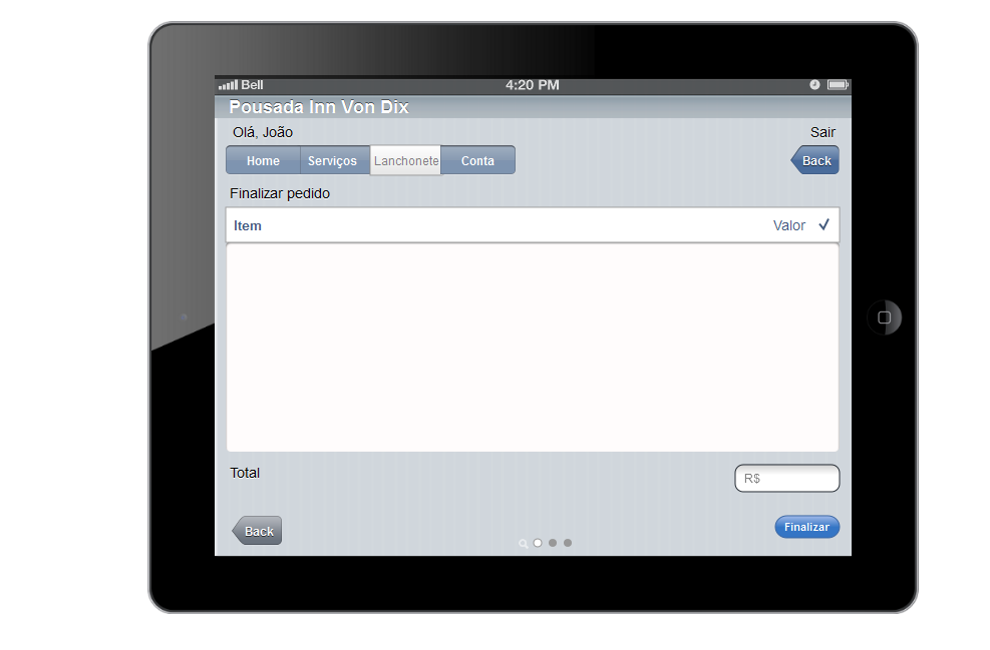 Bell 4:20 PM
Pousada Inn Von Dix
Olá, João Sair
Home Serviços Lanchonete Conta Back
Finalizar pedido
Item Valor
Total R$
Back Finalizar